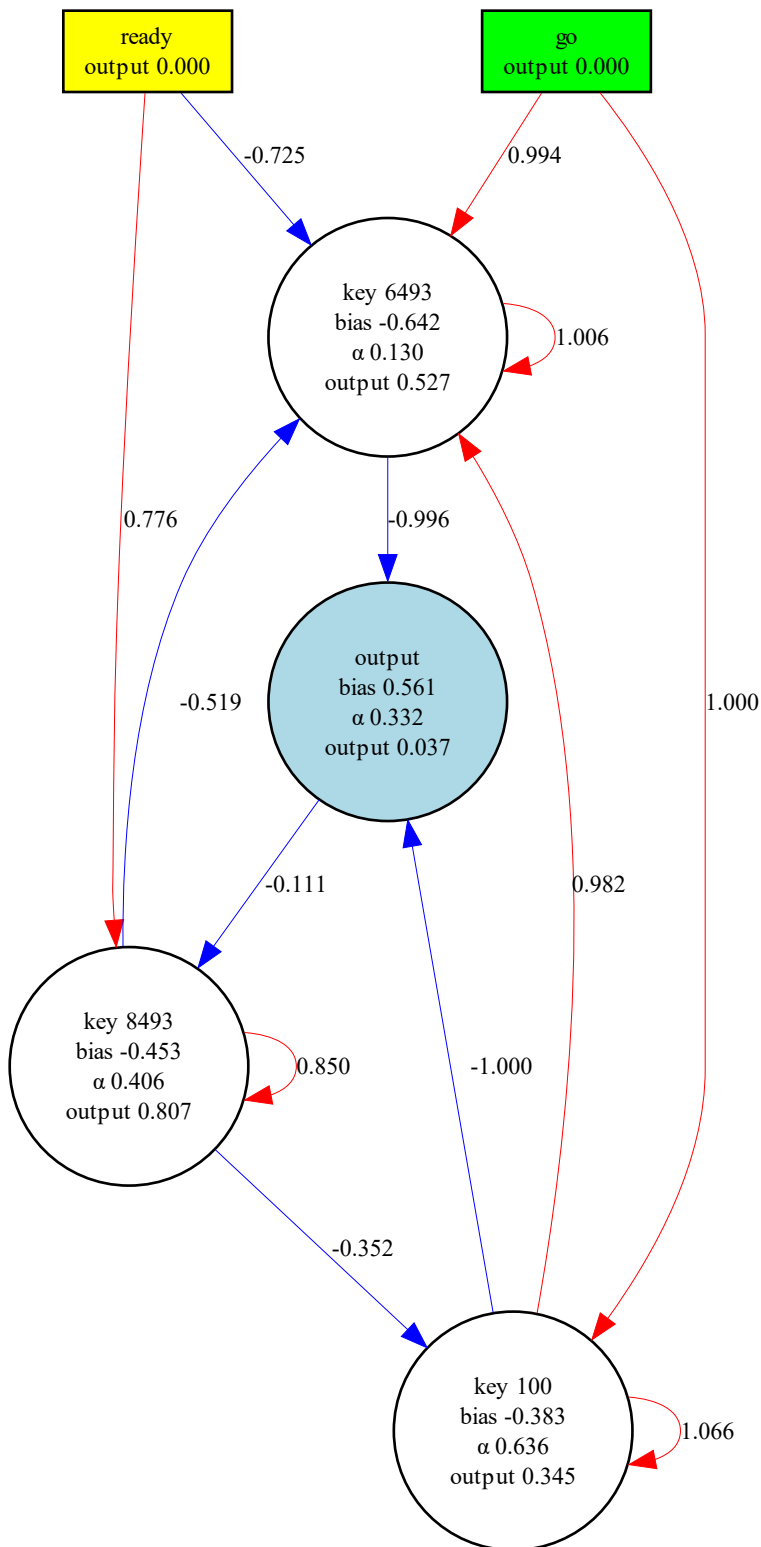 ready
output 0.000
go
output 0.000
-0.725
0.994
key 6493
bias -0.642
α 0.130
output 0.527
1.006
0.776
-0.996
-0.519
output
bias 0.561
α 0.332
output 0.037
1.000
-0.111
0.982
key 8493
bias -0.453
α 0.406
output 0.807
0.850
-1.000
-0.352
key 100
bias -0.383
α 0.636
output 0.345
1.066